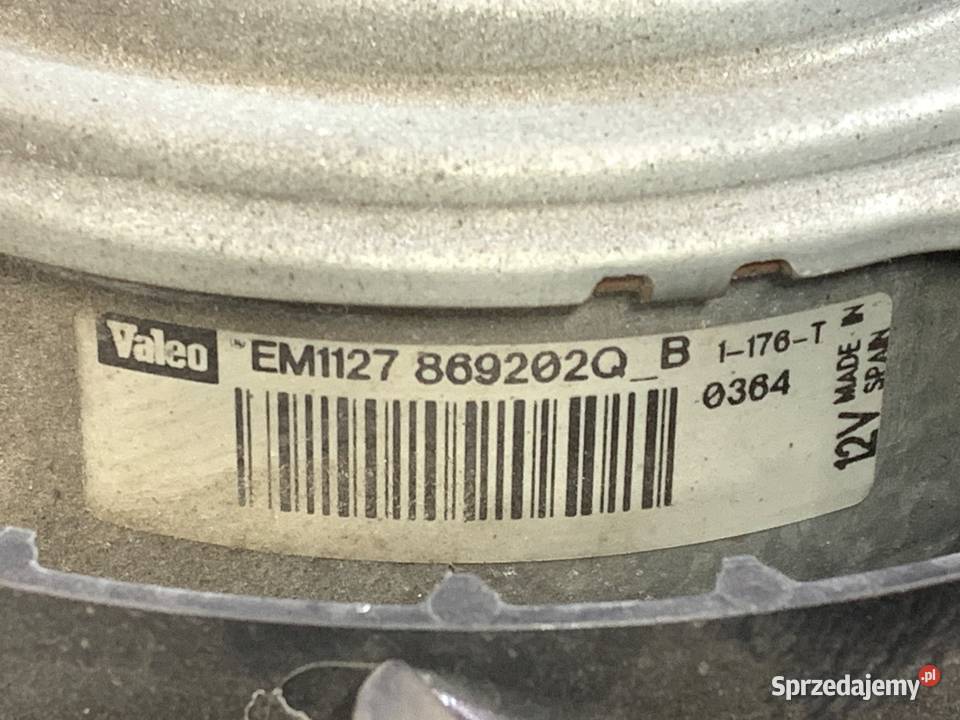 Valeo EM1127 869202Q_B 1-176-T
0364
12V MADE IN
SPAIN
Sprzedajemy.pl